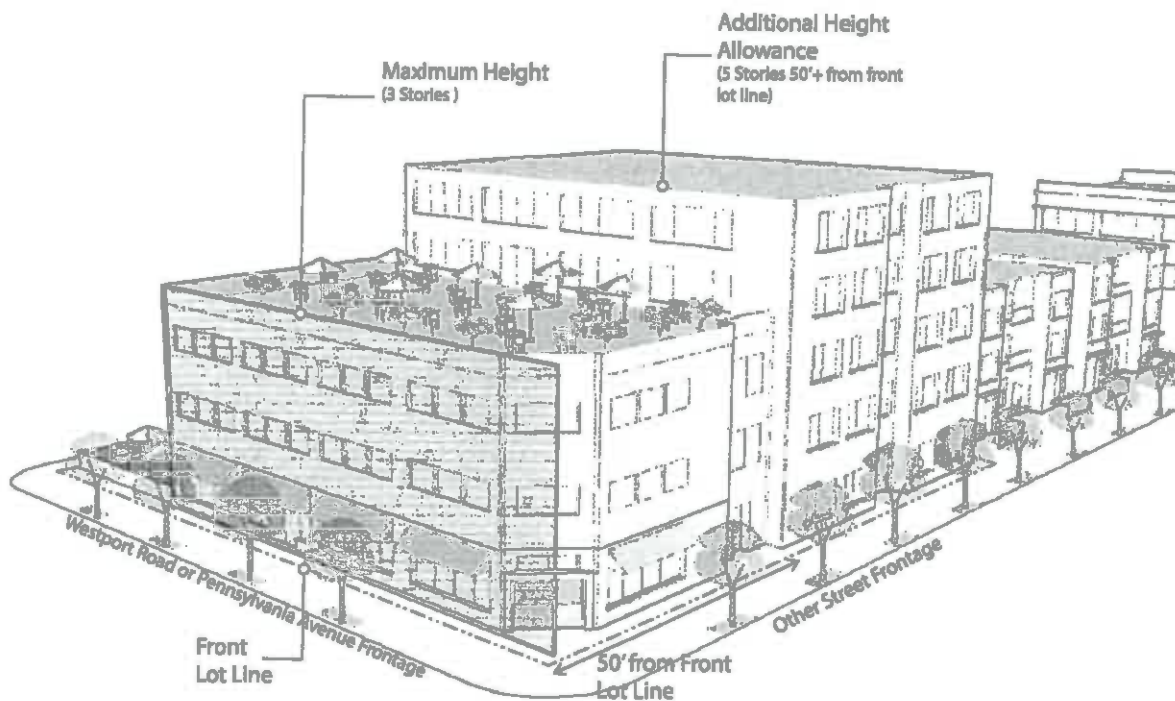 Additional Height
Allowance
(5 Stories 50'+ from front
lot line)
Maximum Height
(3 Stories )
Westport Road or Pennsylvania Avenue Frontage
Other Street Frontage
Front
Lot Line
50' from Front
Lot Line